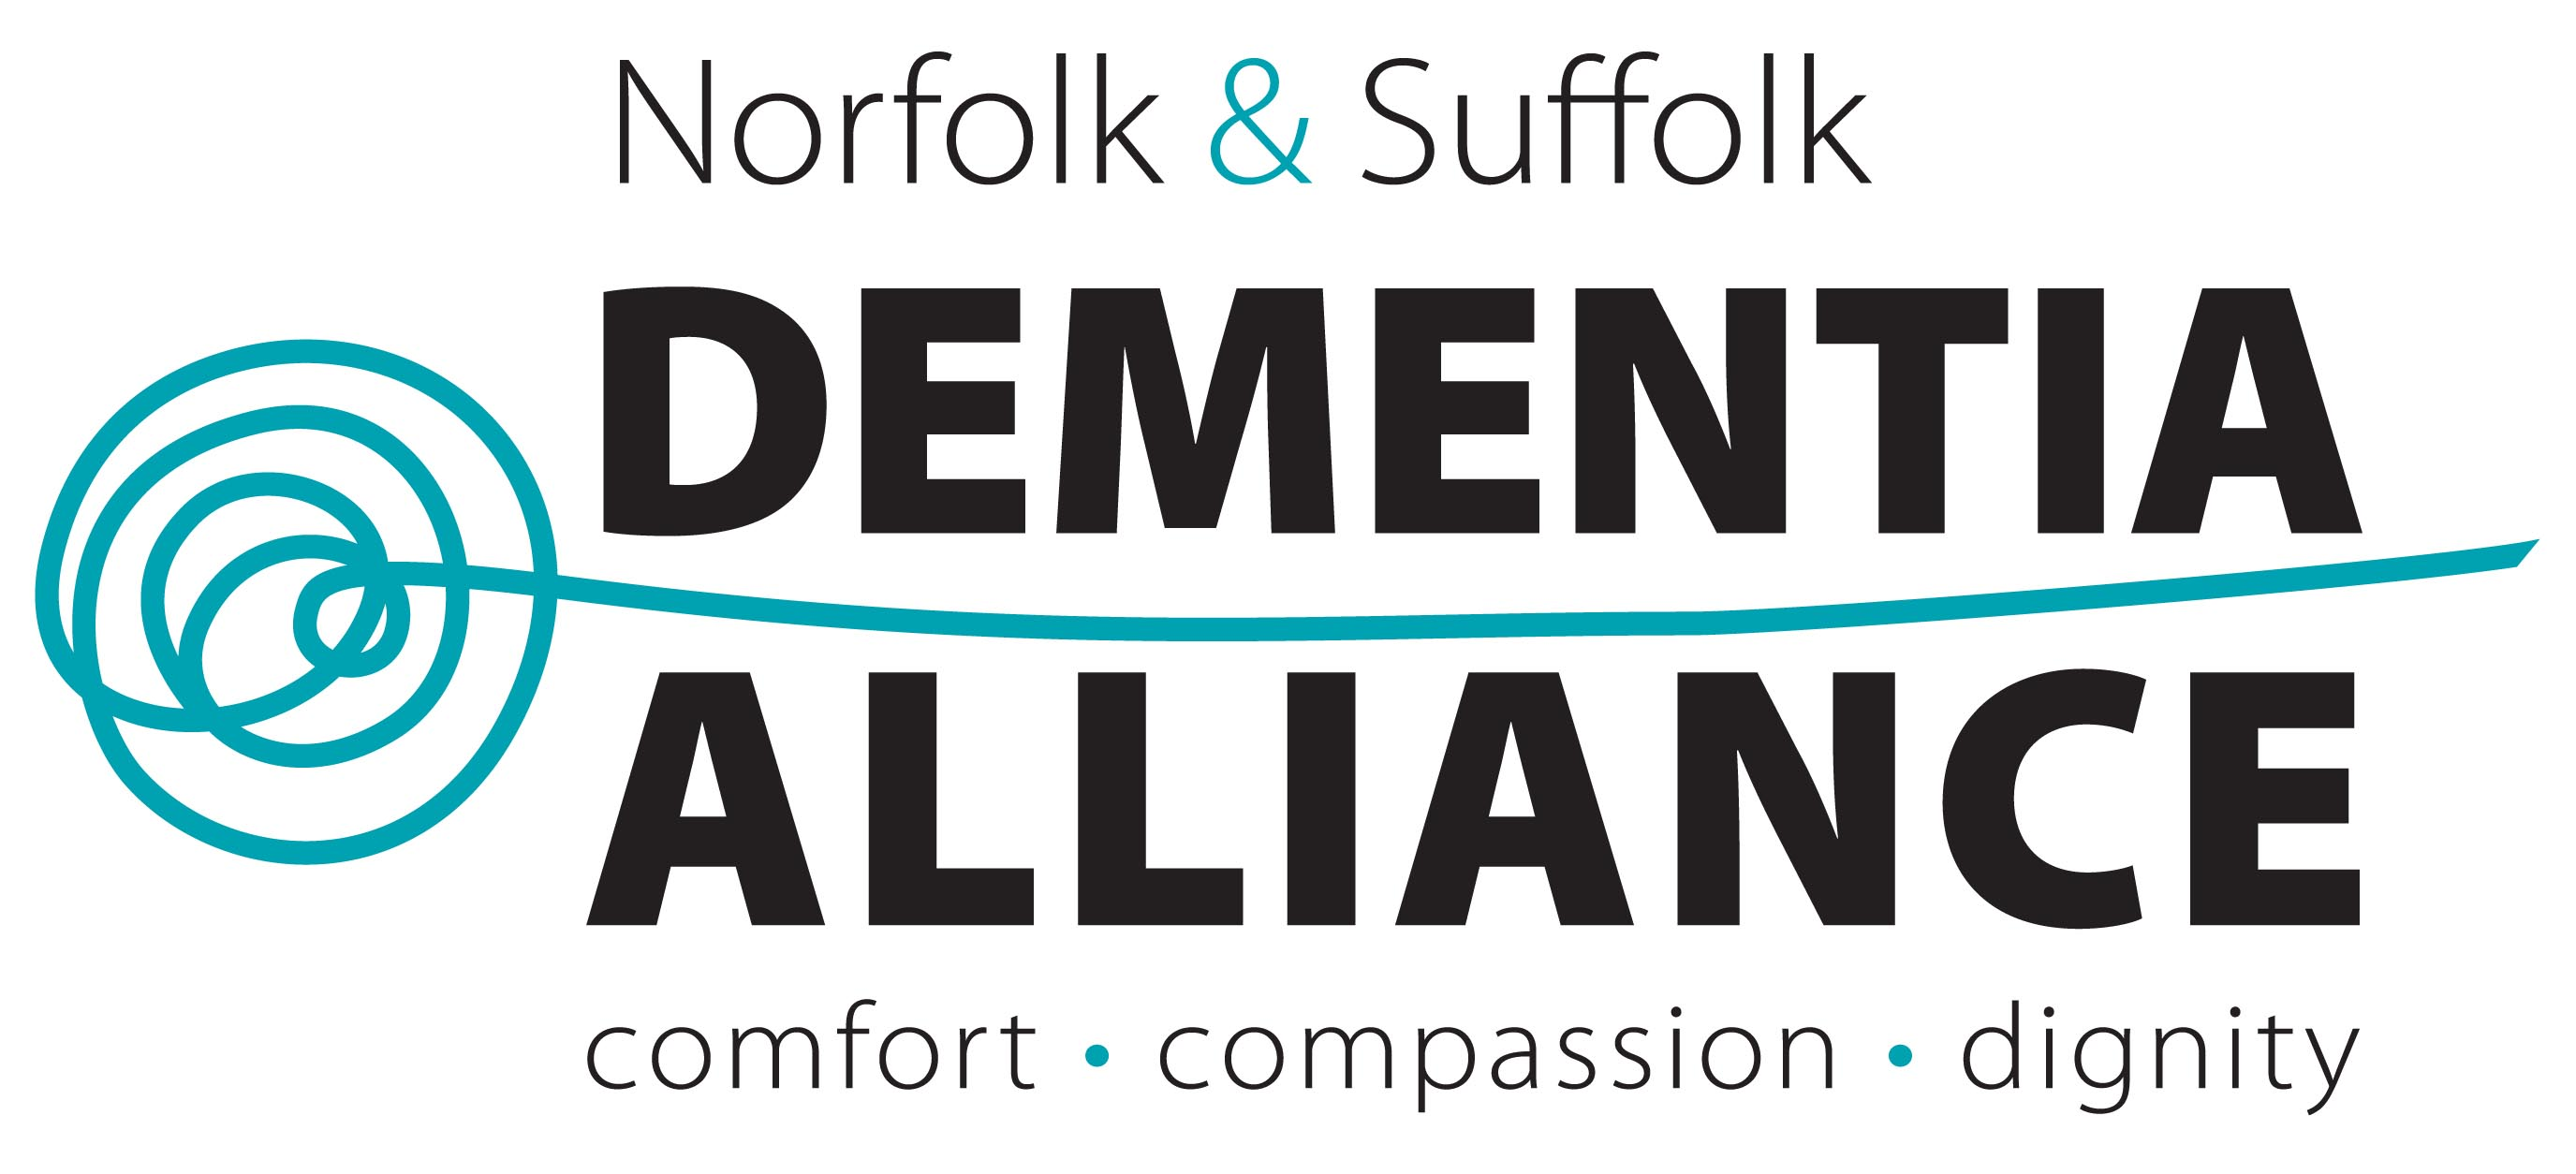 Norfolk & Suffolk
DEMENTIA
ALLIANCE
comfort • compassion • dignity